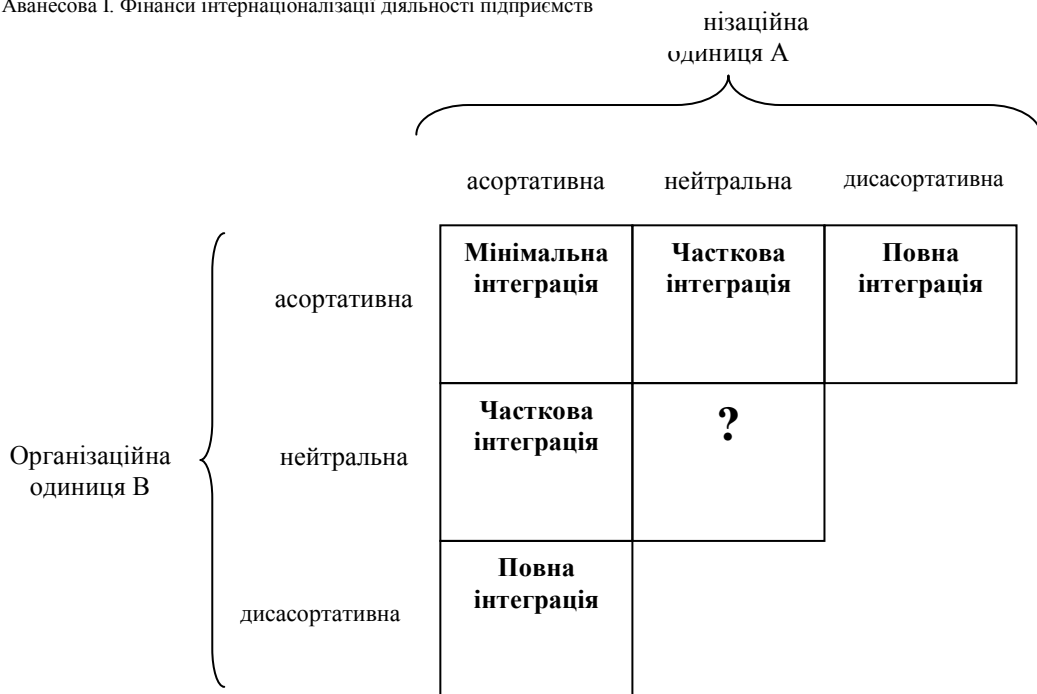 Аванесова І. Фінанси інтернаціоналізації діяльності підприємств
нізаційна
одиниця А
асортативна нейтральна дисасортативна
асортативна
Мінімальна
інтеграція
Часткова
інтеграція
Повна
інтеграція
Організаційна
одиниця В
нейтральна
Часткова
інтеграція
?
дисасортативна
Повна
інтеграція